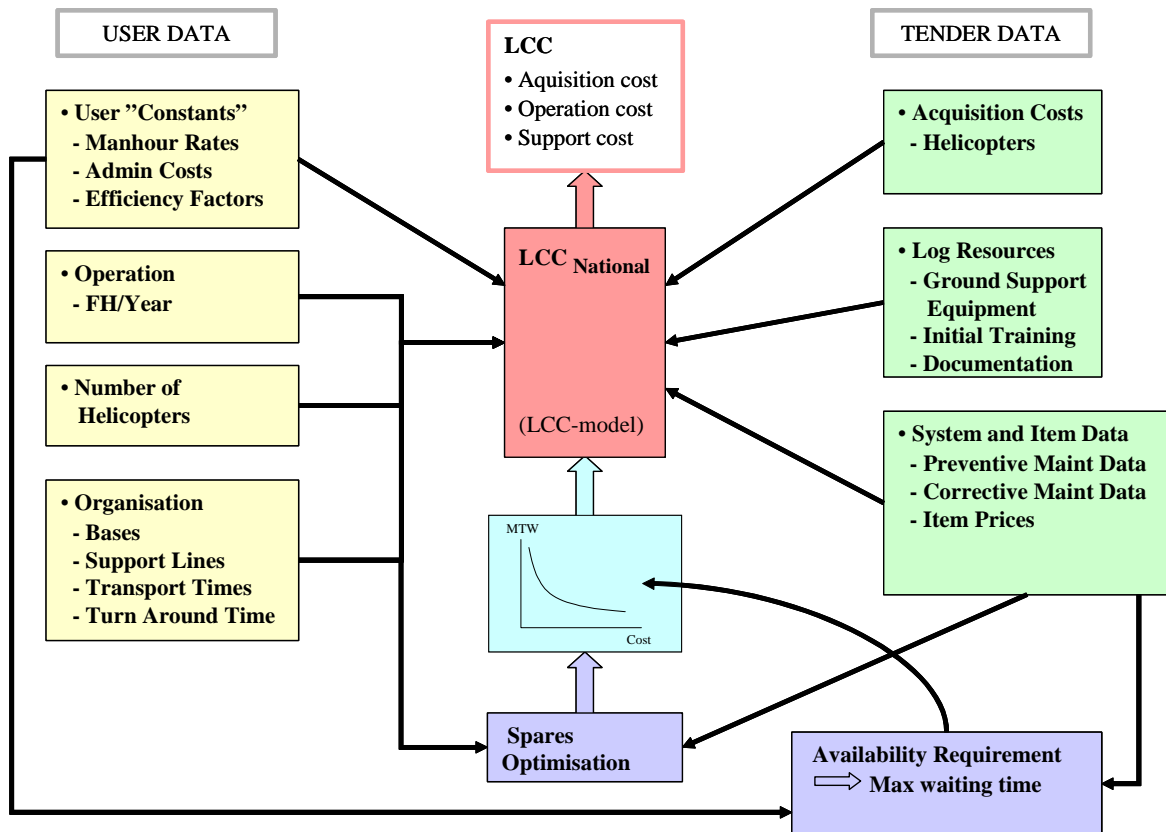 USER DATA
• User ”Constants”
- Manhour Rates
- Admin Costs
- Efficiency Factors
• Operation
- FH/Year
• Number of
Helicopters
• Organisation
- Bases
- Support Lines
- Transport Times
- Turn Around Time
LCC
• Aquisition cost
• Operation cost
• Support cost
LCC National
(LCC-model)
MTW
Cost
Spares
Optimisation
TENDER DATA
• Acquisition Costs
- Helicopters
• Log Resources
- Ground Support
Equipment
- Initial Training
- Documentation
• System and Item Data
- Preventive Maint Data
- Corrective Maint Data
- Item Prices
Availability Requirement
Max waiting time